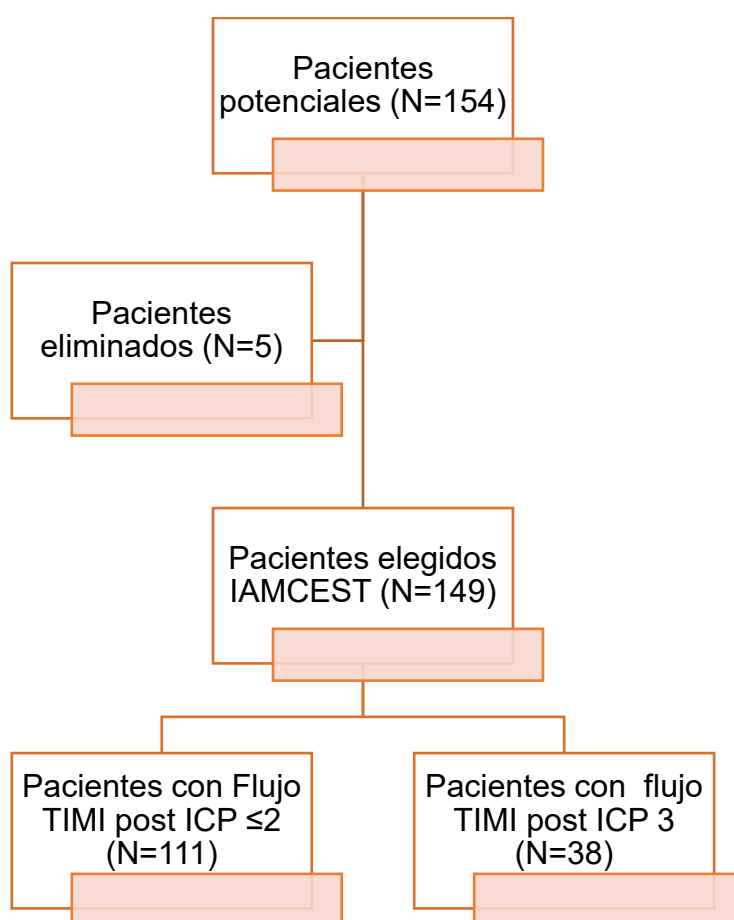 Pacientes
potenciales (N=154)
Pacientes
eliminados (N=5)
Pacientes elegidos
IAMCEST (N=149)
Pacientes con Flujo
TIMI post ICP ≤2
(N=111)
Pacientes con  flujo
TIMI post ICP 3
(N=38)